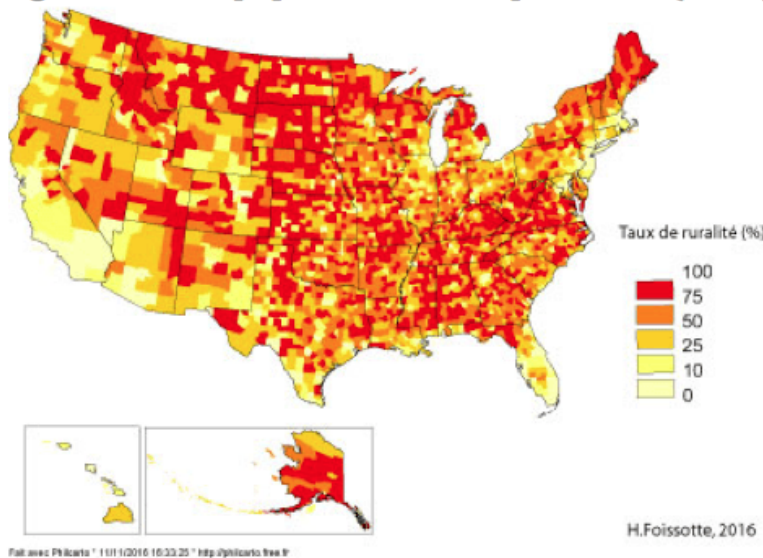 Taux de ruralité (%)
100
75
50
25
10
0
H.Foissotte, 2016
Fait avec Philcarto * 11/11/2016 16:33:25 * http://philcarto.free.fr